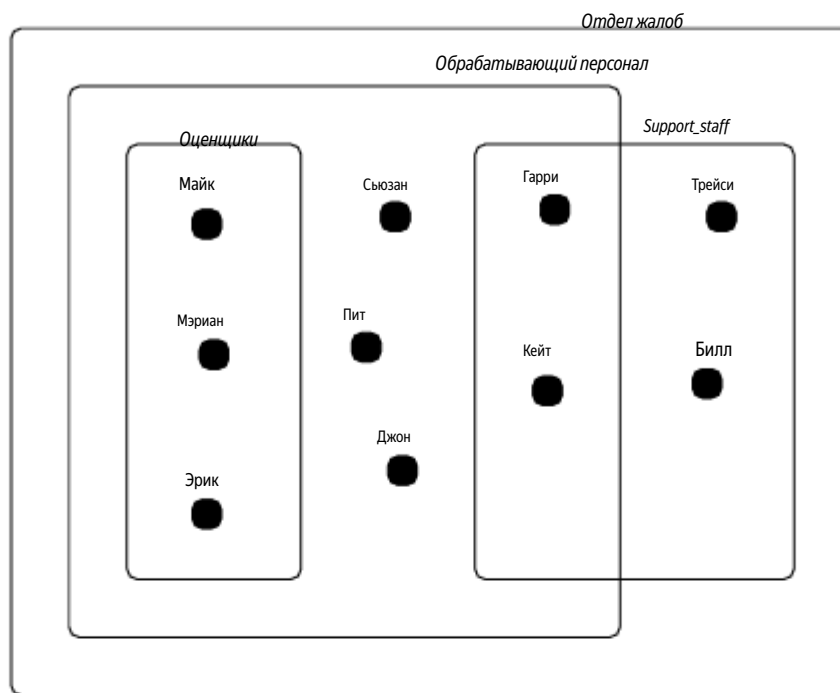 Отдел жалоб
Обрабатывающий персонал
Support_staff
Оценщики
Майк
Сьюзан
Гарри
Трейси
Мэриан
Пит
Кейт
Билл
Джон
Эрик